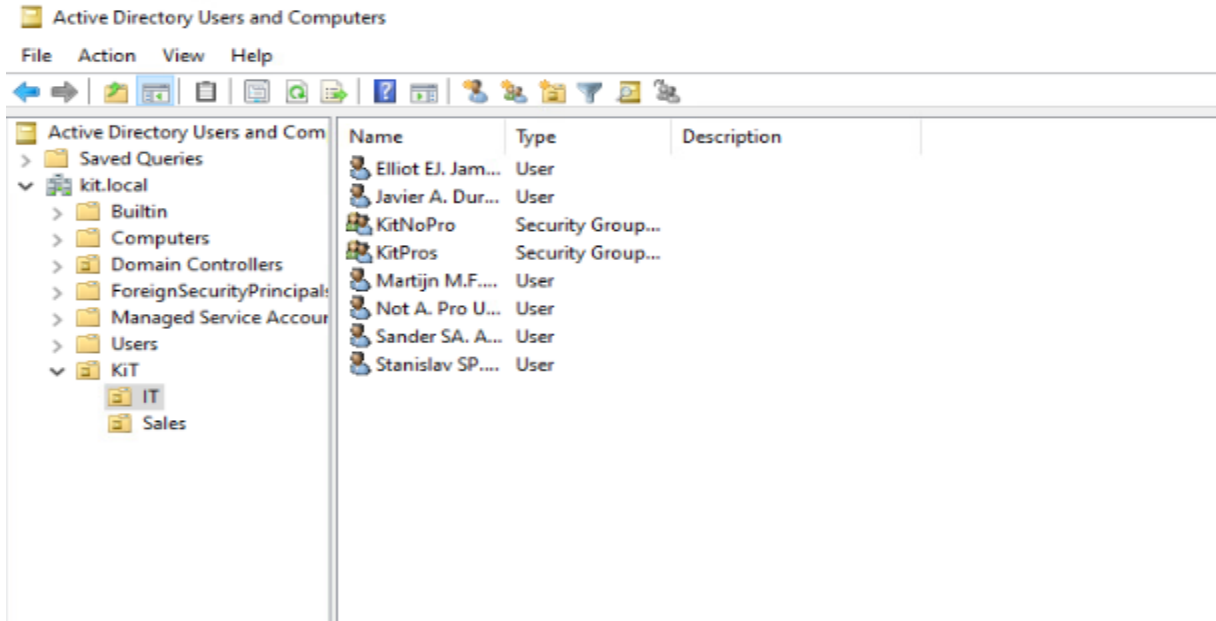 Active Directory Users and Computers
File Action View Help
Active Directory Users and Com
Saved Queries
kit.local
Builtin
Computers
Domain Controllers
ForeignSecurityPrincipals
Managed Service Accour
Users
KiT
IT
Sales
Name Type Description
Elliot EJ. Jam... User
Javier A. Dur... User
KitNoPro Security Group...
KitPros Security Group...
Martijn M.F.... User
Not A. Pro U... User
Sander SA. A... User
Stanislav SP.... User